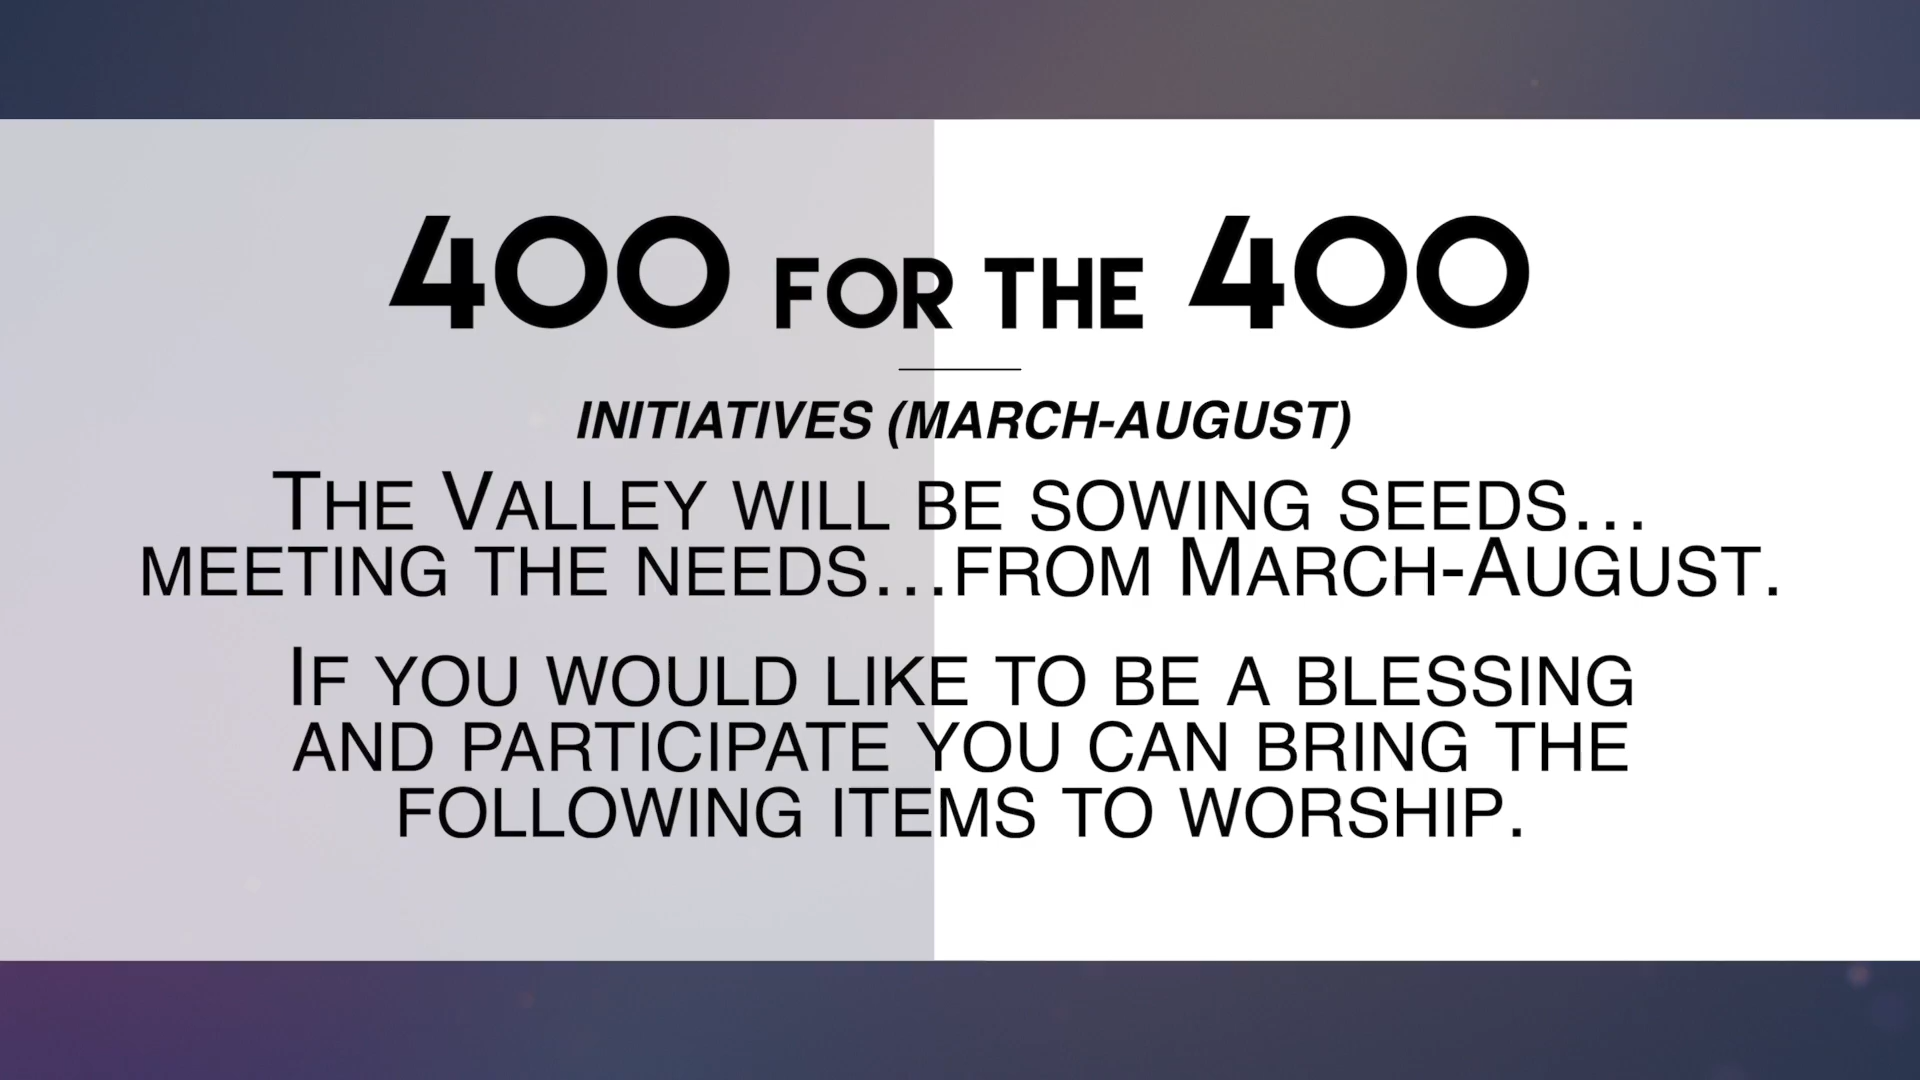 400 FOR THE 400
INITIATIVES (MARCH-AUGUST)
THE VALLEY WILL BE SOWING SEEDS…
MEETING THE NEEDS…FROM MARCH-AUGUST.
IF YOU WOULD LIKE TO BE A BLESSING
AND PARTICIPATE YOU CAN BRING THE
FOLLOWING ITEMS TO WORSHIP.